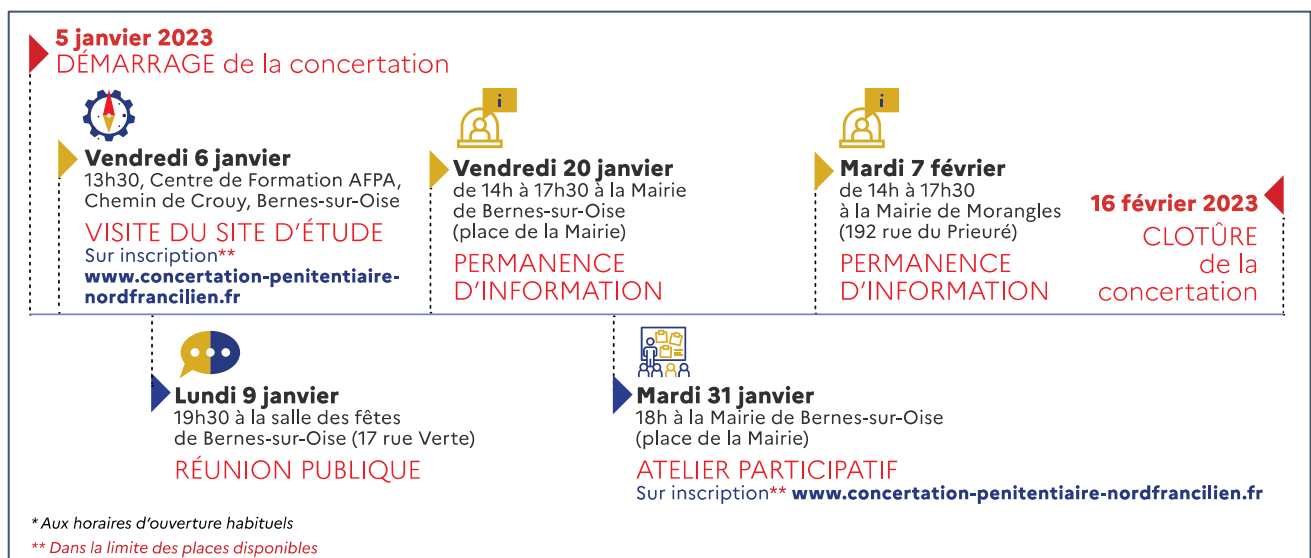 5 janvier 2023
DÉMARRAGE de la concertation
i
Vendredi 6 janvier
13h30, Centre de Formation AFPA,
Chemin de Crouy, Bernes-sur-Oise
VISITE DU SITE D'ÉTUDE
Sur inscription**
www.concertation-penitentiaire-
nordfrancilien.fr
Vendredi 20 janvier
de 14h à 17h30 à la Mairie
de Bernes-sur-Oise
(place de la Mairie)
PERMANENCE
D'INFORMATION
i
Mardi 7 février
de 14h à 17h30
à la Mairie de Morangles
(192 rue du Prieuré)
PERMANENCE
D'INFORMATION
16 février 2023
CLOTÛRE
de la
concertation
Lundi 9 janvier
19h30 à la salle des fêtes
de Bernes-sur-Oise (17 rue Verte)
RÉUNION PUBLIQUE
Mardi 31 janvier
18h à la Mairie de Bernes-sur-Oise
(place de la Mairie)
ATELIER PARTICIPATIF
Sur inscription** www.concertation-penitentiaire-nordfrancilien.fr
* Aux horaires d'ouverture habituels
** Dans la limite des places disponibles